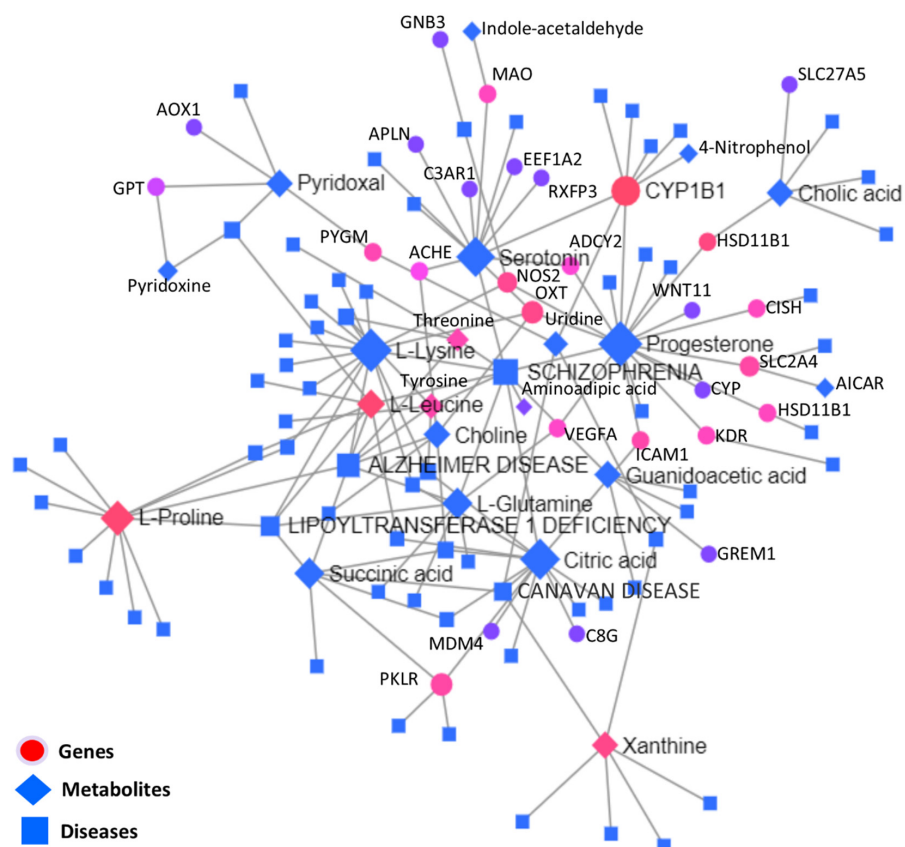 GNB3
Indole-acetaldehyde
MAO
SLC27A5
AOX1
APLN
EEF1A2
4-Nitrophenol
C3AR1
RXFP3
GPT
Pyridoxal
CYP1B1
Cholic acid
PYGM
ACHE
ADCY2
HSD11B1
Serotonin
Pyridoxine
NOS2
OXT
WNT11
CISH
Threonine
Uridine
Progesterone
L-Lysine
SLC2A4
SCHIZOPHRENIA
Tyrosine
Aminoadipic acid
CYP
AICAR
L-Leucine
HSD11B1
Choline
VEGFA
KDR
ICAM1
ALZHEIMER DISEASE
Guanidoacetic acid
L-Glutamine
L-Proline
LIPOYLTRANSFERASE 1 DEFICIENCY
GREM1
Citric acid
Succinic acid
CANAVAN DISEASE
MDM4
C8G
PKLR
Xanthine
Genes
Metabolites
Diseases